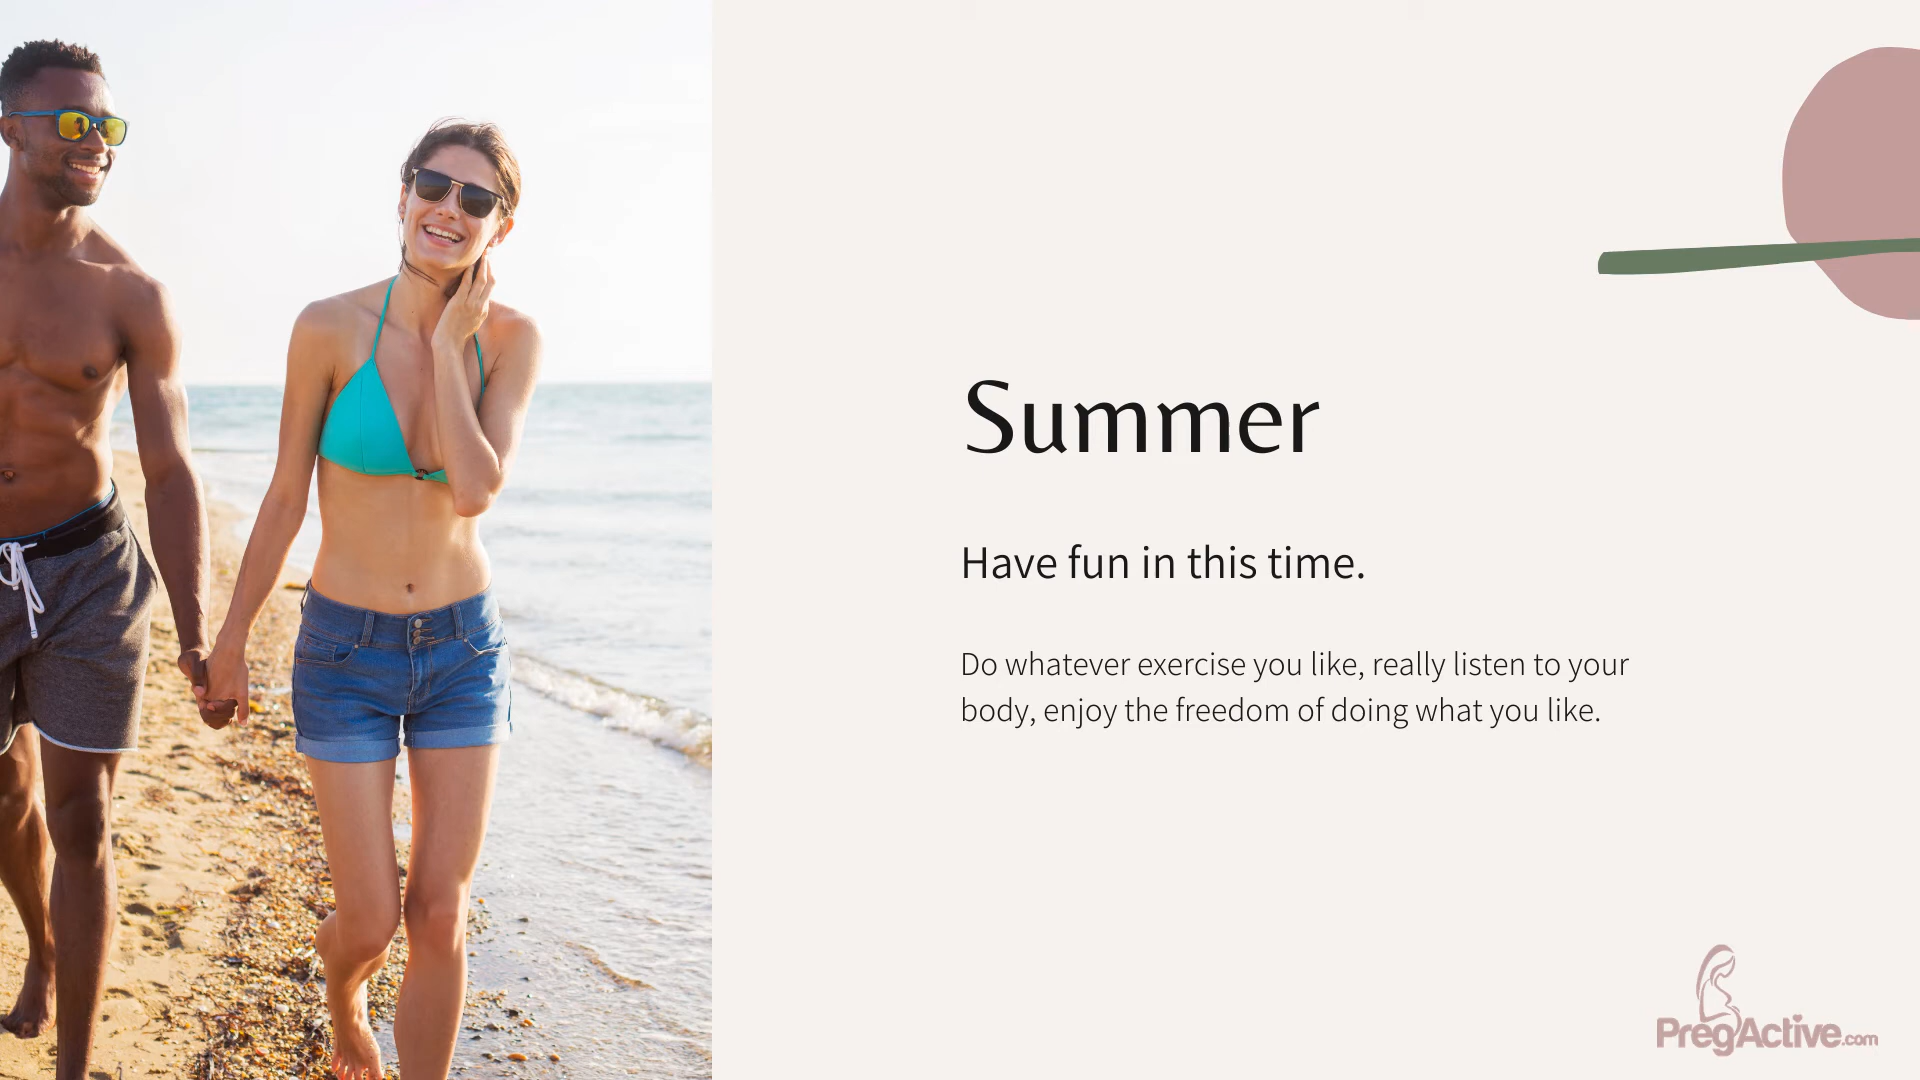 Summer
Have fun in this time.
Do whatever exercise you like, really listen to your
body, enjoy the freedom of doing what you like.
PregActive.com